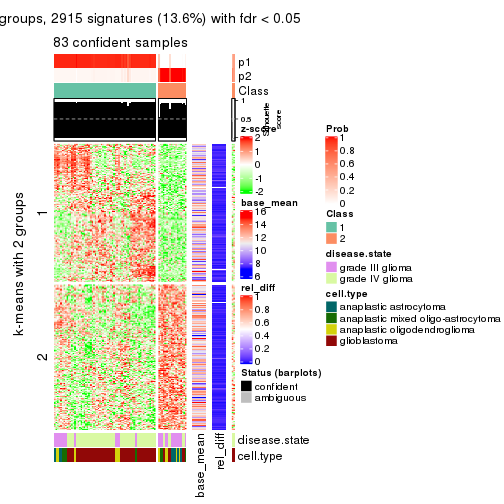 groups, 2915 signatures (13.6%) with fdr < 0.05
83 confident samples
p1
p2
Class
1
0.5
0
Silhouette
score
k-means with 2 groups
1
2
z-score
2
1
0
-1
-2
base_mean
16
14
12
10
8
6
rel_diff
1
0.8
0.6
0.4
0.2
0
Status (barplots)
confident
ambiguous
Prob
1
0.8
0.6
0.4
0.2
0
Class
1
2
disease.state
grade III glioma
grade IV glioma
cell.type
anaplastic astrocytoma
anaplastic mixed oligo-astrocytoma
anaplastic oligodendroglioma
glioblastoma
disease.state
cell.type
base_mean
rel_diff